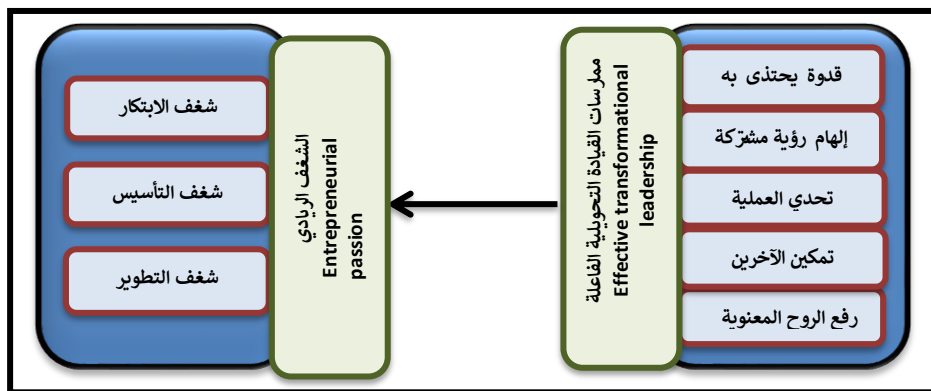 قدوة يحتذى به
إلهام رؤية مشتركة
تحدي العملية
تمكين الآخرين
رفع الروح المعنوية
ممارسات القيادة التحويلية الفاعلة
Effective transformational
leadership
الشغف الريادي
Entrepreneurial
passion
شغف الابتكار
شغف التأسيس
شغف التطوير